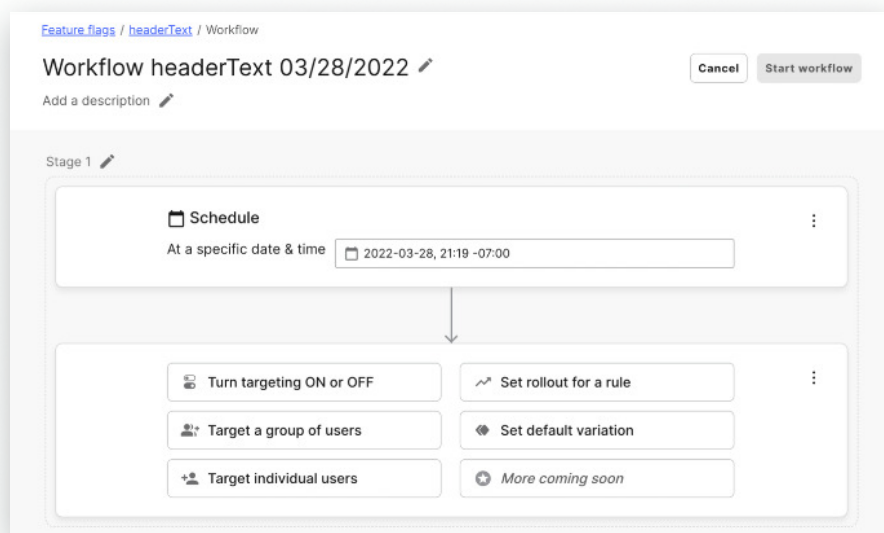 Feature flags / headerText / Workflow
Workflow headerText 03/28/2022
Cancel
Start workflow
Add a description
Stage 1
Schedule
At a specific date & time
2022-03-28, 21:19 -07:00
Turn targeting ON or OFF
Set rollout for a rule
Target a group of users
Set default variation
Target individual users
More coming soon